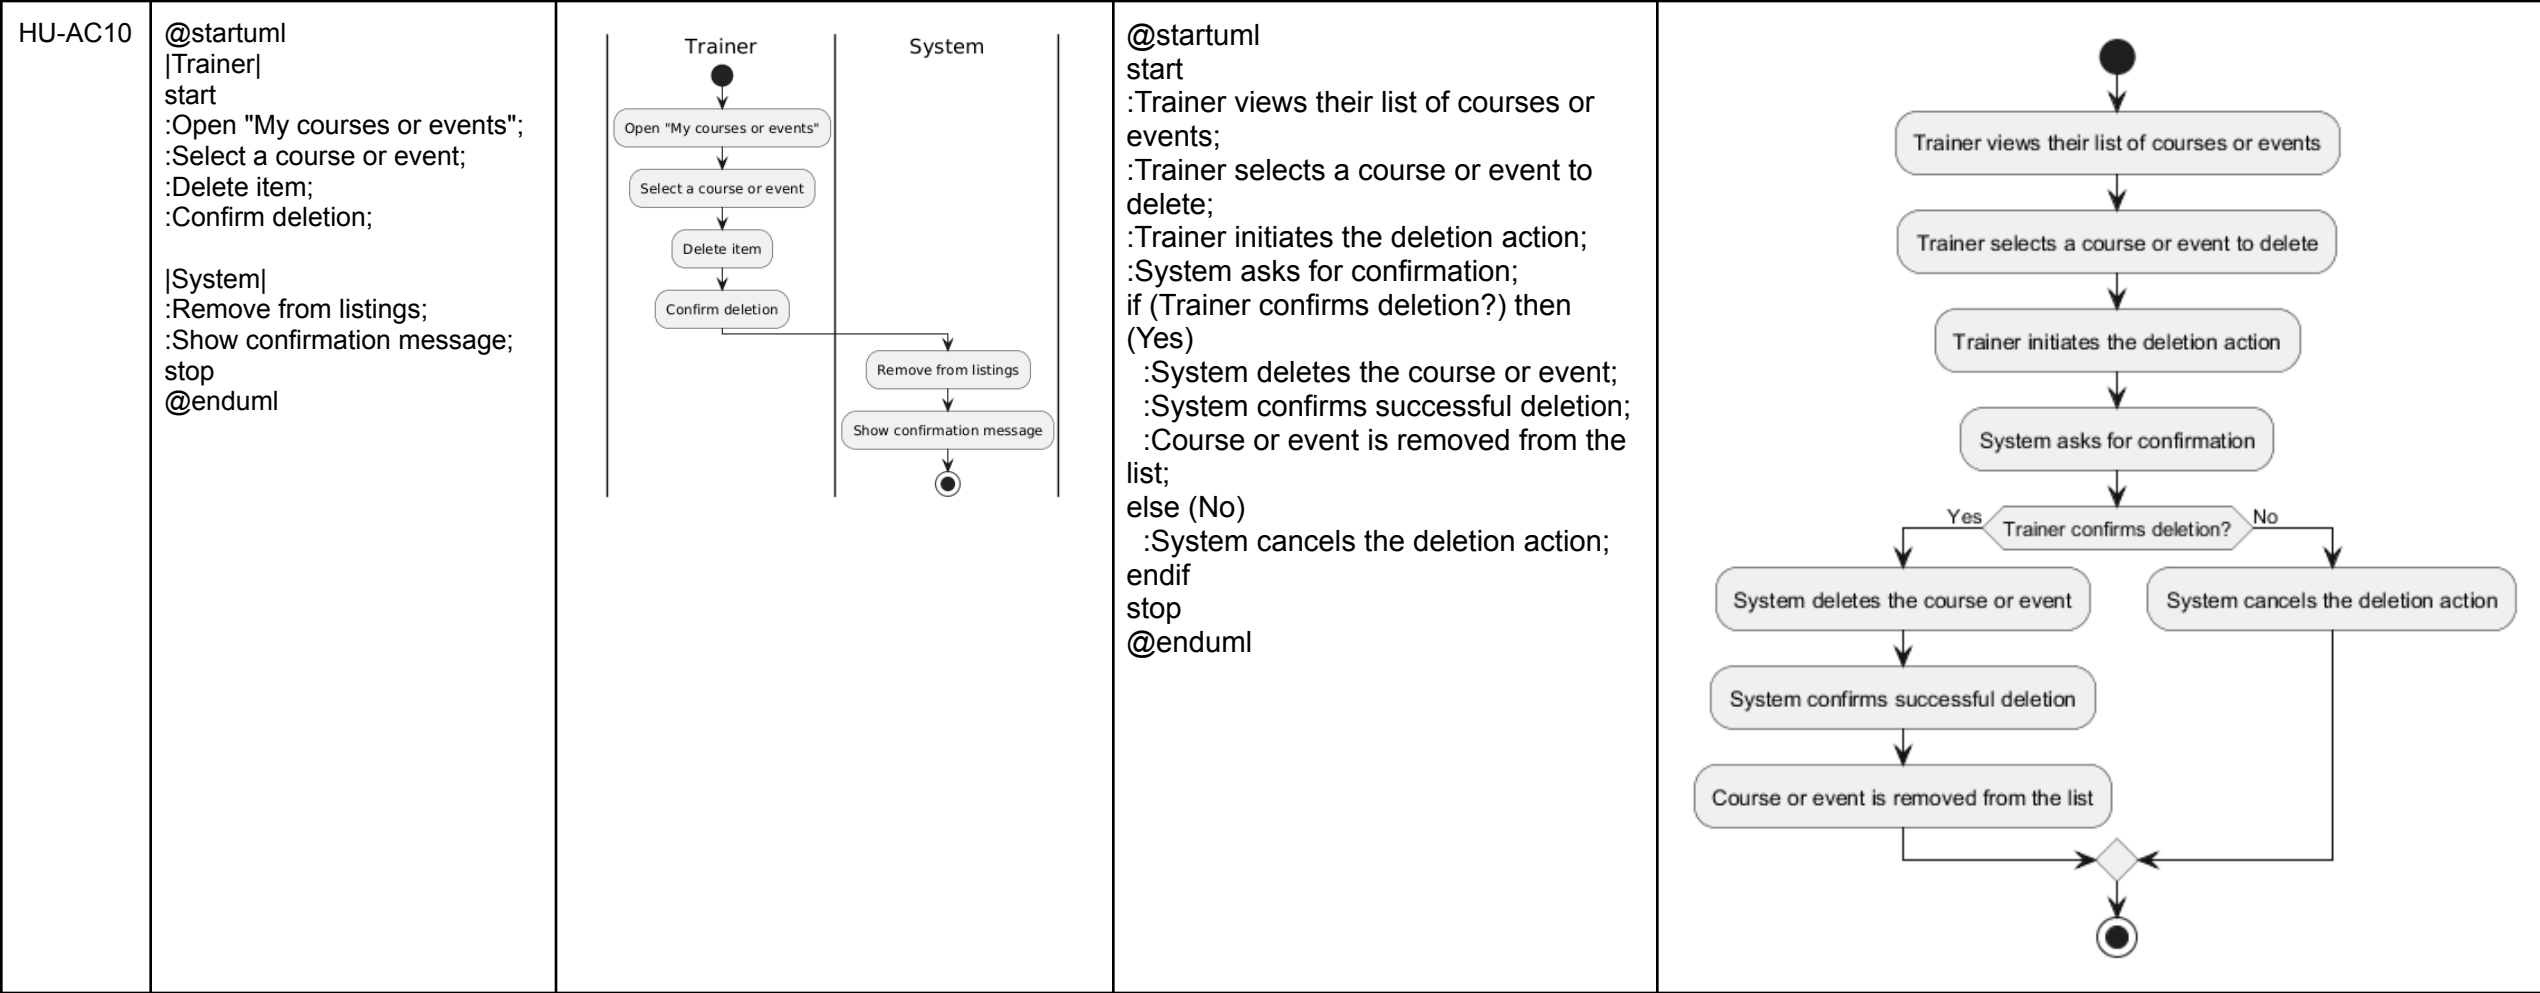 HU-AC10
@startuml
|Trainer|
start
:Open "My courses or events";
:Select a course or event;
:Delete item;
:Confirm deletion;
|System|
:Remove from listings;
:Show confirmation message;
stop
@enduml
Trainer
System
Open "My courses or events"
Select a course or event
Delete item
Confirm deletion
Remove from listings
Show confirmation message
@startuml
start
:Trainer views their list of courses or
events;
:Trainer selects a course or event to
delete;
:Trainer initiates the deletion action;
:System asks for confirmation;
if (Trainer confirms deletion?) then
(Yes)
:System deletes the course or event;
:System confirms successful deletion;
:Course or event is removed from the
list;
else (No)
:System cancels the deletion action;
endif
stop
@enduml
Trainer views their list of courses or events
Trainer selects a course or event to delete
Trainer initiates the deletion action
System asks for confirmation
Yes
Trainer confirms deletion?
No
System deletes the course or event
System cancels the deletion action
System confirms successful deletion
Course or event is removed from the list